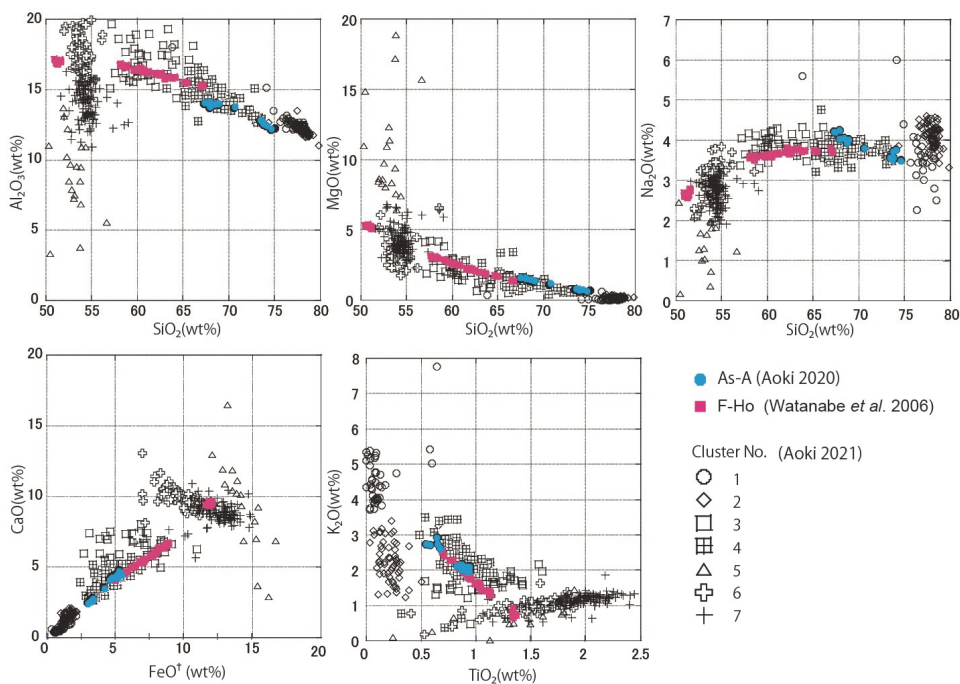 20
15
10
5
0
Al₂O₃(wt%)
50 55 60 65 70 75 80
SiO₂(wt%)
20
15
10
5
0
MgO(wt%)
50 55 60 65 70 75 80
SiO₂(wt%)
7
6
5
4
3
2
1
0
Na₂O(wt%)
50 55 60 65 70 75 80
SiO₂(wt%)
20
15
10
5
0
CaO(wt%)
0 5 10 15 20
FeO† (wt%)
8
7
6
5
4
3
2
1
0
K₂O(wt%)
0 0.5 1.0 1.5 2.0 2.5
TiO₂(wt%)
As-A (Aoki 2020)
F-Ho (Watanabe et al. 2006)
Cluster No. (Aoki 2021)
1
2
3
4
5
6
7